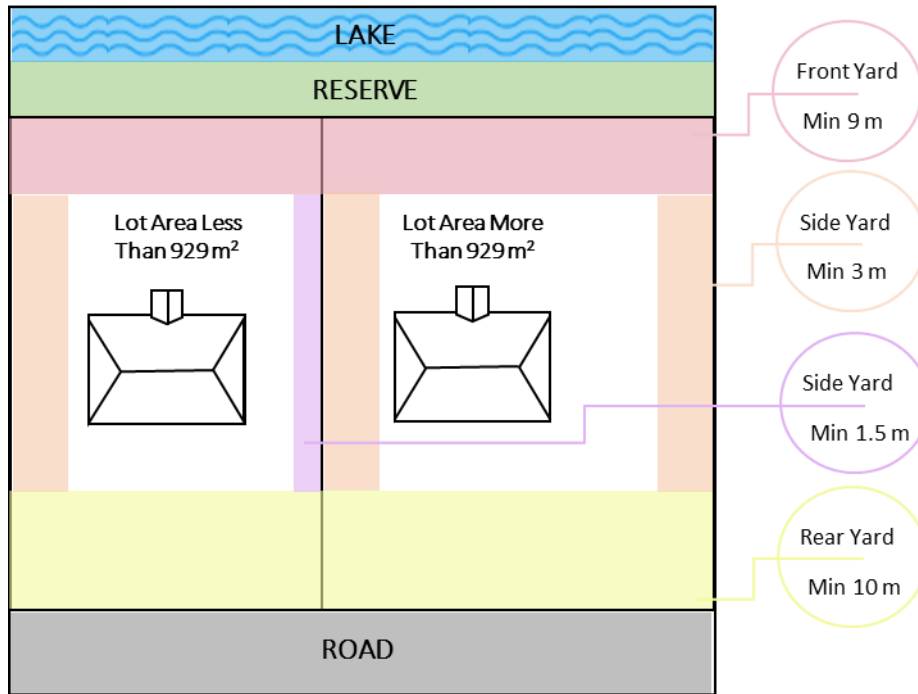 LAKE
RESERVE
Front Yard
Min 9 m
Lot Area Less
Than 929 m²
Lot Area More
Than 929 m²
Side Yard
Min 3 m
Side Yard
Min 1.5 m
Rear Yard
Min 10 m
ROAD